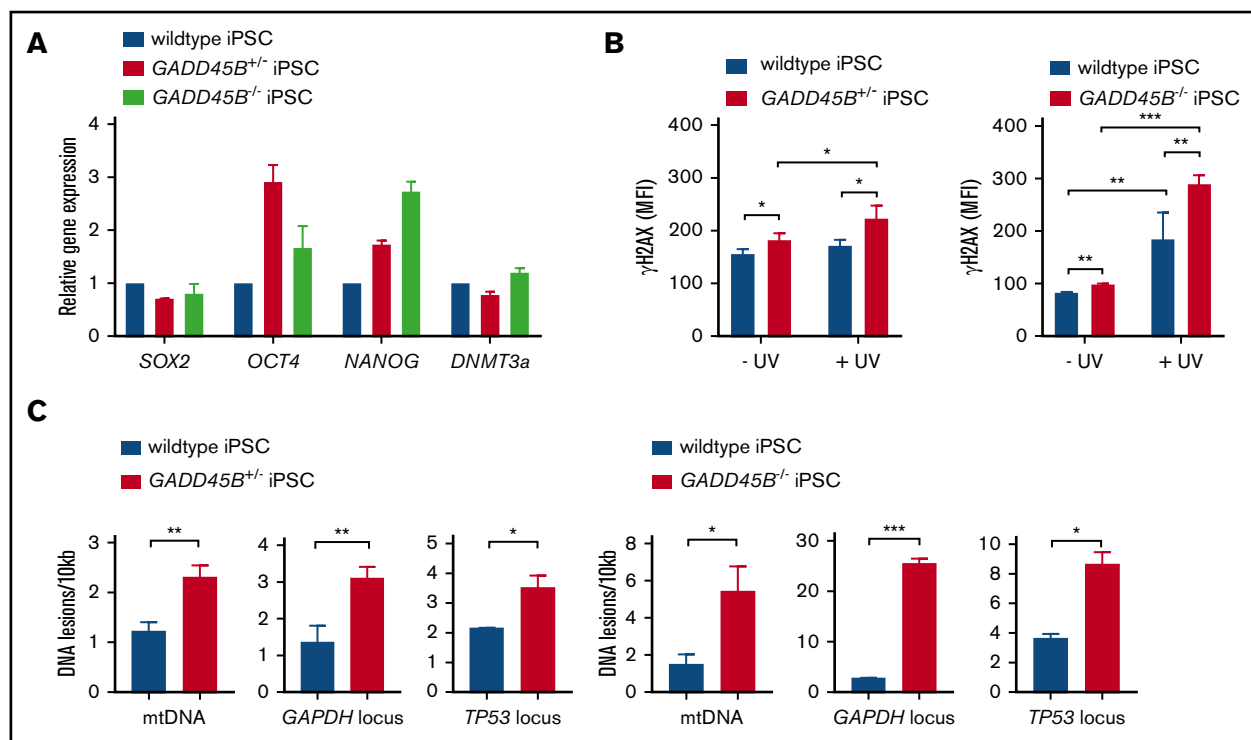 A
wildtype iPSC
GADD45B+/- iPSC
GADD45B-/- iPSC
Relative gene expression
4
3
2
1
0
SOX2 OCT4 NANOG DNMT3a
B
wildtype iPSC
GADD45B+/- iPSC
γH2AX (MFI)
400
300
200
100
0
*
*
*
- UV + UV
wildtype iPSC
GADD45B-/- iPSC
γH2AX (MFI)
400
300
200
100
0
***
**
**
**
- UV + UV
C
wildtype iPSC
GADD45B+/- iPSC
DNA lesions/10kb
3
2
1
0
**
mtDNA
4
3
2
1
0
**
GAPDH locus
5
4
3
2
1
0
*
TP53 locus
wildtype iPSC
GADD45B-/- iPSC
DNA lesions/10kb
8
6
4
2
0
*
mtDNA
30
20
10
0
***
GAPDH locus
10
8
6
4
2
0
*
TP53 locus